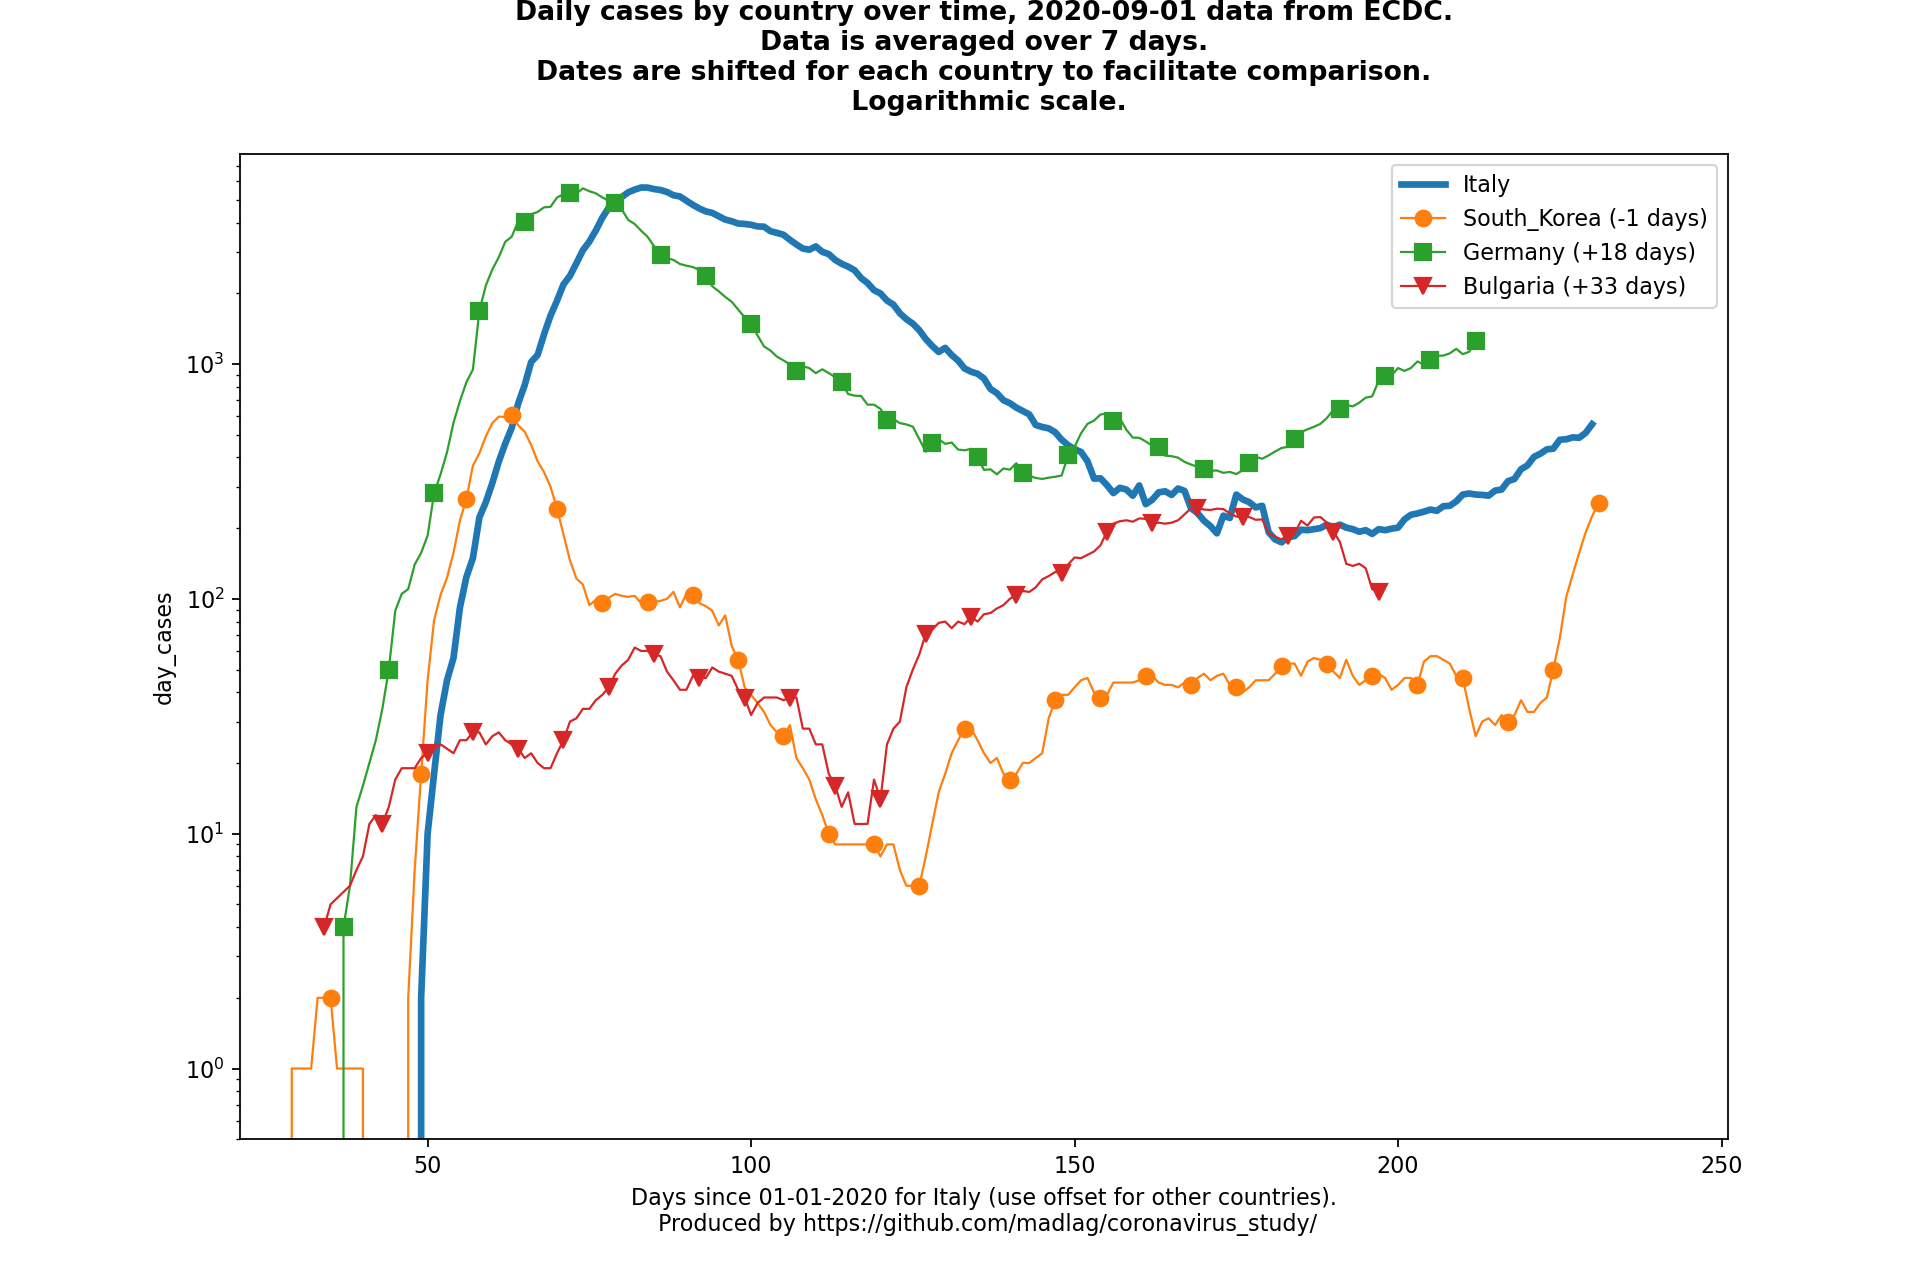 Daily cases by country over time, 2020-09-01 data from ECDC.
Data is averaged over 7 days.
Dates are shifted for each country to facilitate comparison.
Logarithmic scale.
Italy
South_Korea (-1 days)
Germany (+18 days)
Bulgaria (+33 days)
day_cases
10³
10²
10¹
10⁰
50 100 150 200 250
Days since 01-01-2020 for Italy (use offset for other countries).
Produced by https://github.com/madlag/coronavirus_study/